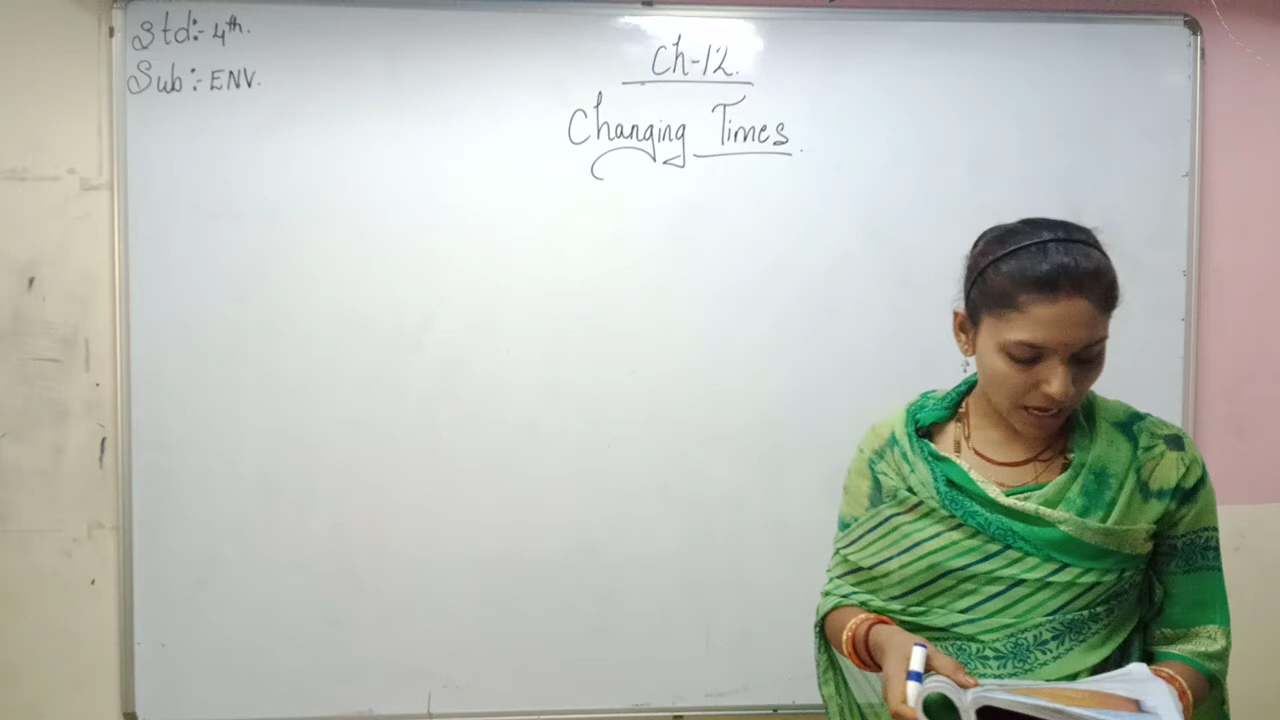 Std:- 4th.
Sub:- ENV.
Ch-12.
Changing Times.